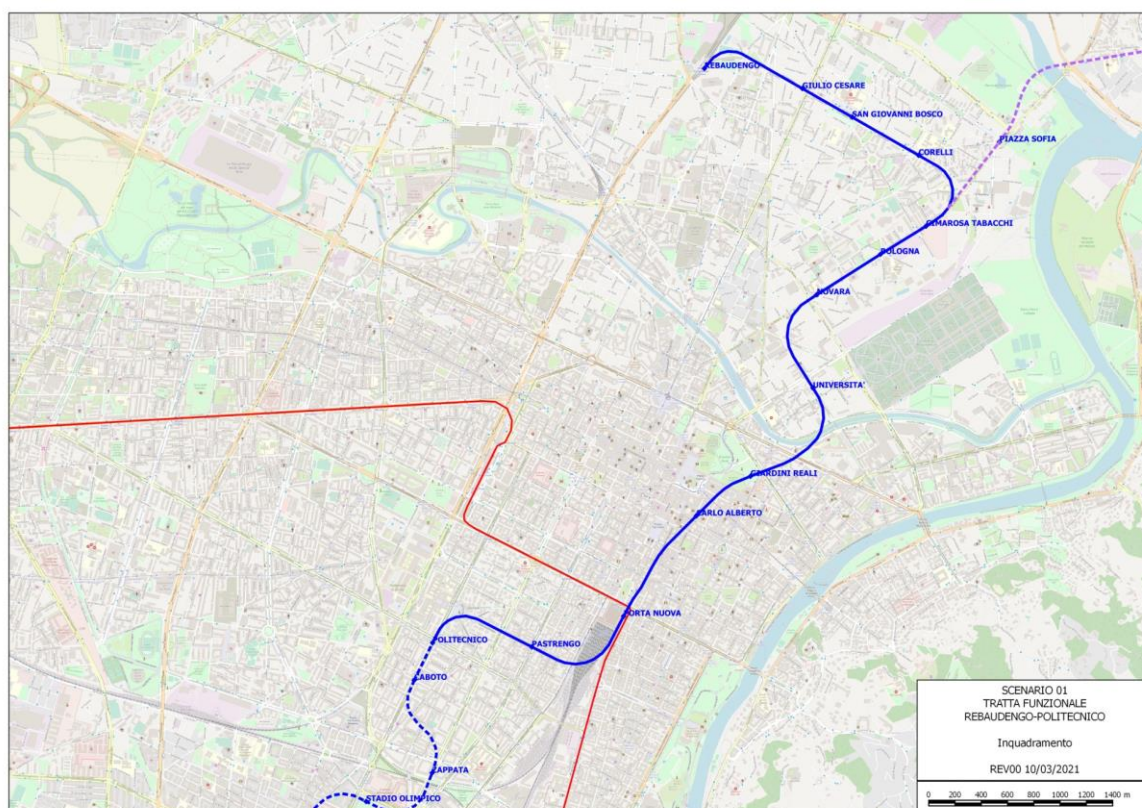 REBAUDENGO
GIULIO CESARE
SAN GIOVANNI BOSCO
CORELLI
PIAZZA SOFIA
CIMAROSA TABACCHI
BOLOGNA
NOVARA
UNIVERSITA'
GIARDINI REALI
CARLO ALBERTO
PORTA NUOVA
POLITECNICO
PASTRENGO
CABOTO
ZAPPATA
STADIO OLIMPICO
SCENARIO 01
TRATTA FUNZIONALE
REBAUDENGO-POLITECNICO
Inquadramento
REV00 10/03/2021
0 200 400 600 800 1000 1200 1400 m